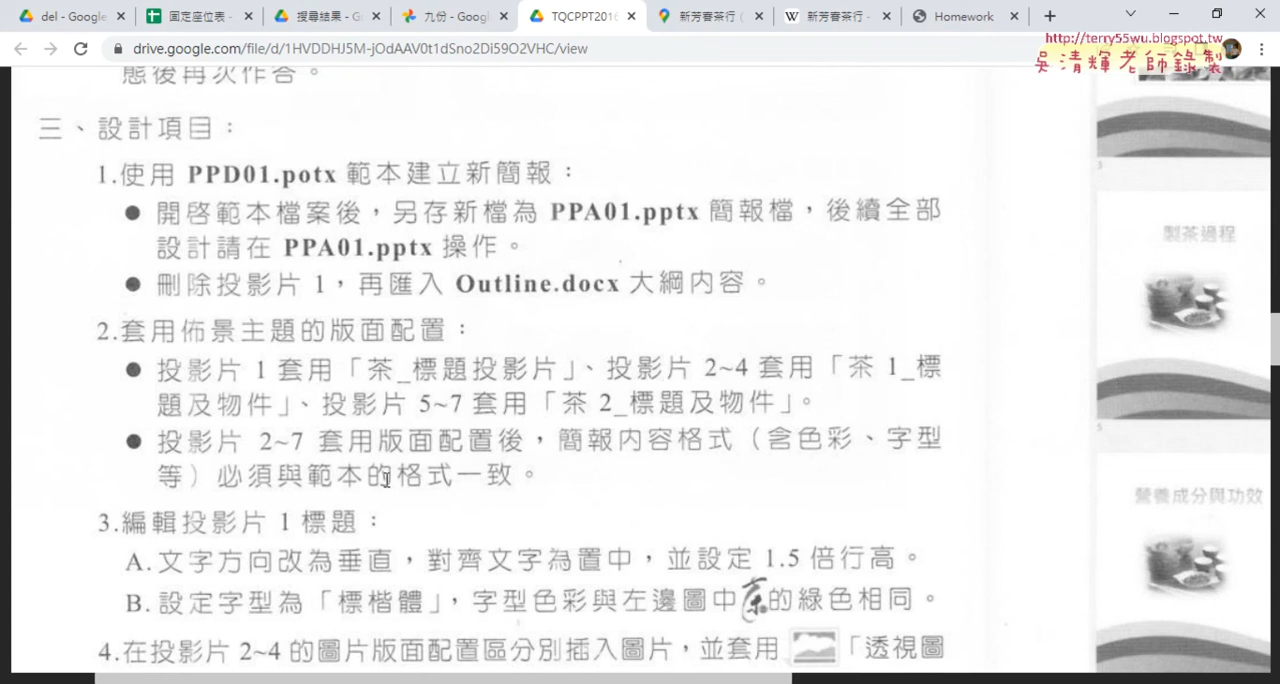 del - Google
固定座位表 -
搜尋結果 - G
九份 - Goog
TQCPPT2016
新芳春茶行 (
新芳春茶行 -
Homework
drive.google.com/file/d/1HVDDHJ5M-jOdAAV0t1dSno2Di59O2VHC/view
http://terry55wu.blogspot.tw
吳清輝老師錄製
態後再次作答。
三、設計項目：
1.使用 PPD01.potx 範本建立新簡報：
● 開啓範本檔案後，另存新檔為 PPA01.pptx 簡報檔，後續全部
設計請在 PPA01.pptx 操作。
● 刪除投影片 1，再匯入 Outline.docx 大綱內容。
2.套用佈景主題的版面配置：
● 投影片 1 套用「茶_標題投影片」、投影片 2~4 套用「茶 1_標
題及物件」、投影片 5~7 套用「茶 2_標題及物件」。
● 投影片 2~7 套用版面配置後，簡報內容格式（含色彩、字型
等）必須與範本的格式一致。
3.編輯投影片 1 標題：
A.文字方向改為垂直，對齊文字為置中，並設定 1.5 倍行高。
B.設定字型為「標楷體」，字型色彩與左邊圖中茶的綠色相同。
4.在投影片 2~4 的圖片版面配置區分別插入圖片，並套用「透視圖
3
製茶過程
5
營養成分與功效